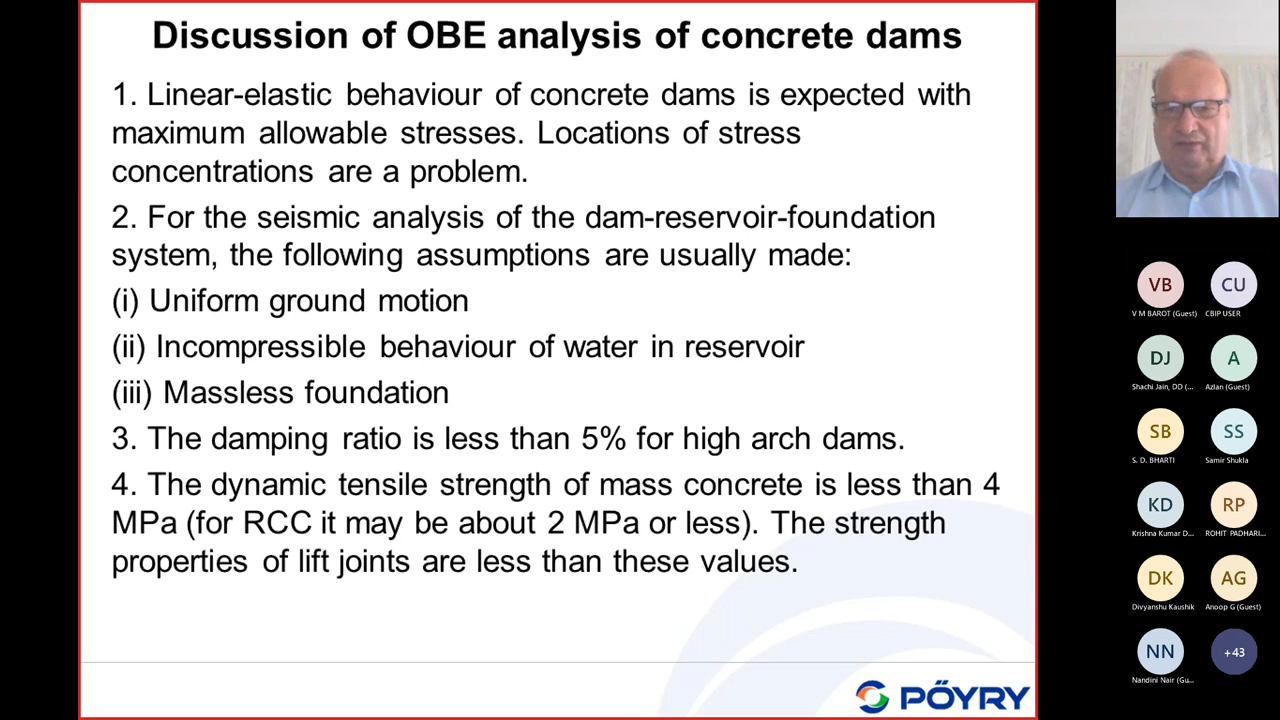 Discussion of OBE analysis of concrete dams
1. Linear-elastic behaviour of concrete dams is expected with
maximum allowable stresses. Locations of stress
concentrations are a problem.
2. For the seismic analysis of the dam-reservoir-foundation
system, the following assumptions are usually made:
(i) Uniform ground motion
(ii) Incompressible behaviour of water in reservoir
(iii) Massless foundation
3. The damping ratio is less than 5% for high arch dams.
4. The dynamic tensile strength of mass concrete is less than 4
MPa (for RCC it may be about 2 MPa or less). The strength
properties of lift joints are less than these values.
PÖYRY
VB CU
V M BAROT (Guest) CBIP USER
DJ A
Shachi Jain, DD (... Azlan (Guest)
SB SS
S. D. BHARTI Samir Shukla
KD RP
Krishna Kumar D... ROHIT PADHARI...
DK AG
Divyanshu Kaushik Anoop G (Guest)
NN +43
Nandini Nair (Gu...